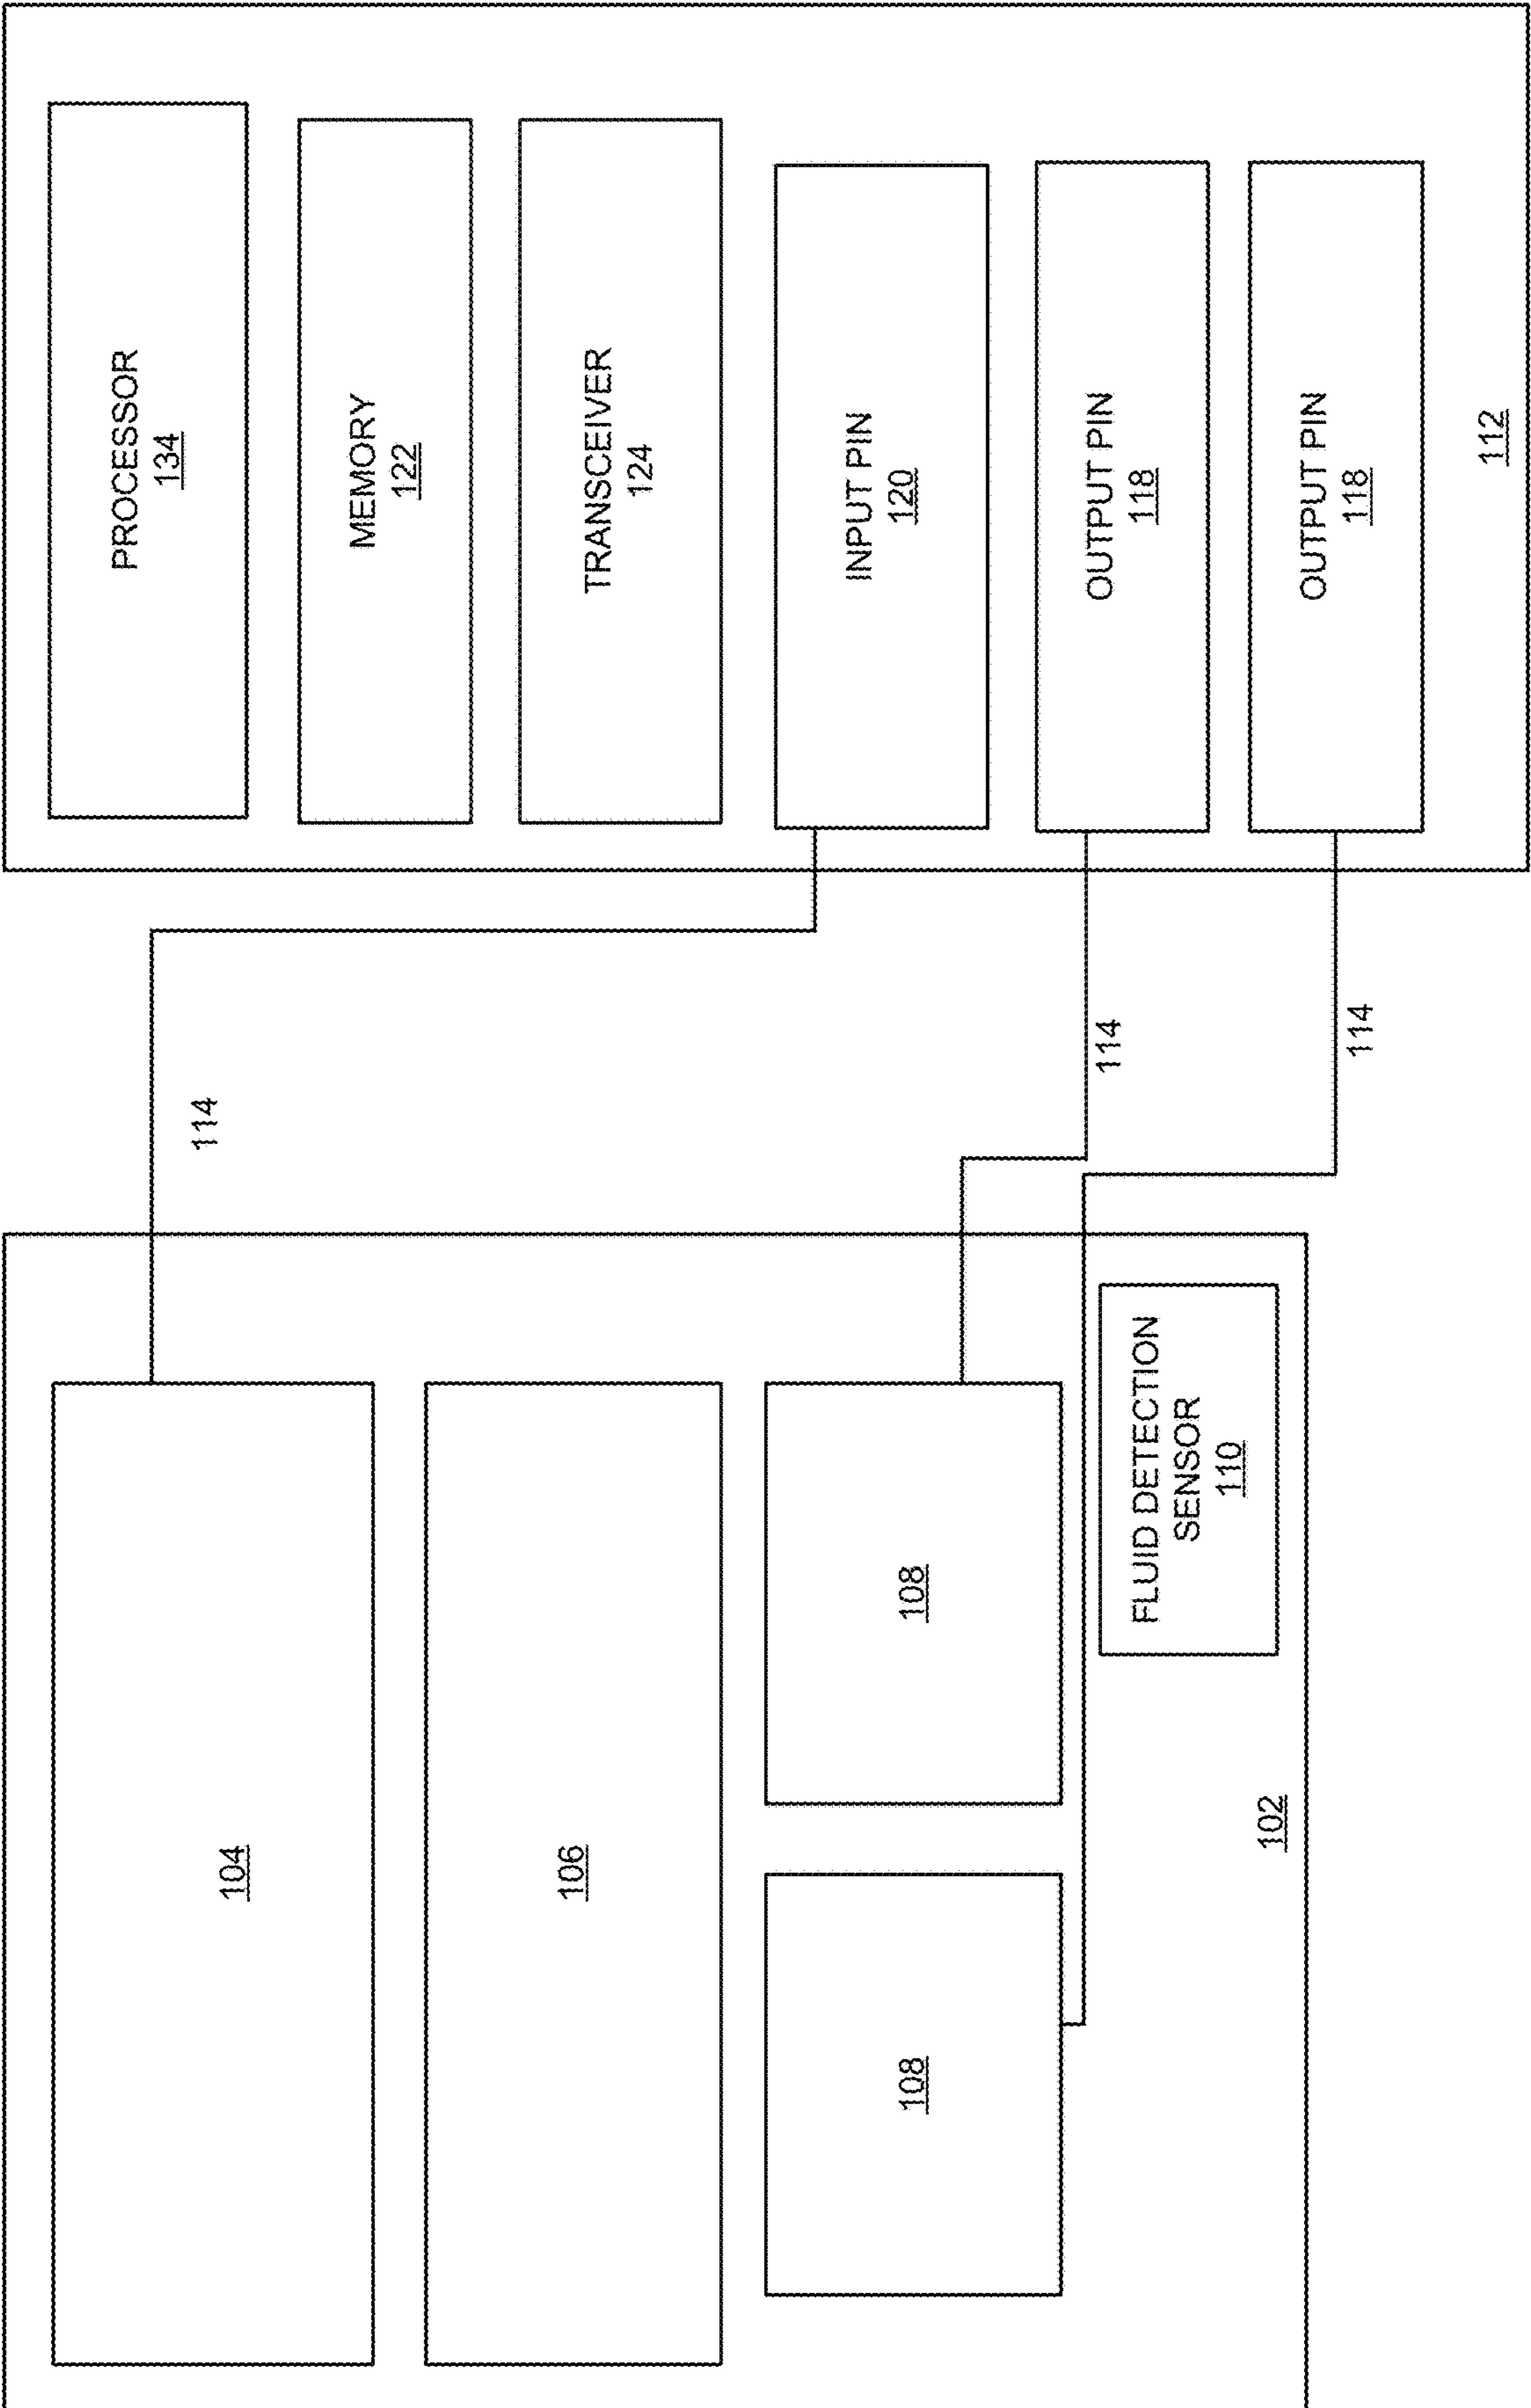 PROCESSOR
134
MEMORY
122
TRANSCEIVER
124
INPUT PIN
120
OUTPUT PIN
118
OUTPUT PIN
118
112
114
114
114
104
106
108
108
FLUID DETECTION
SENSOR
110
102